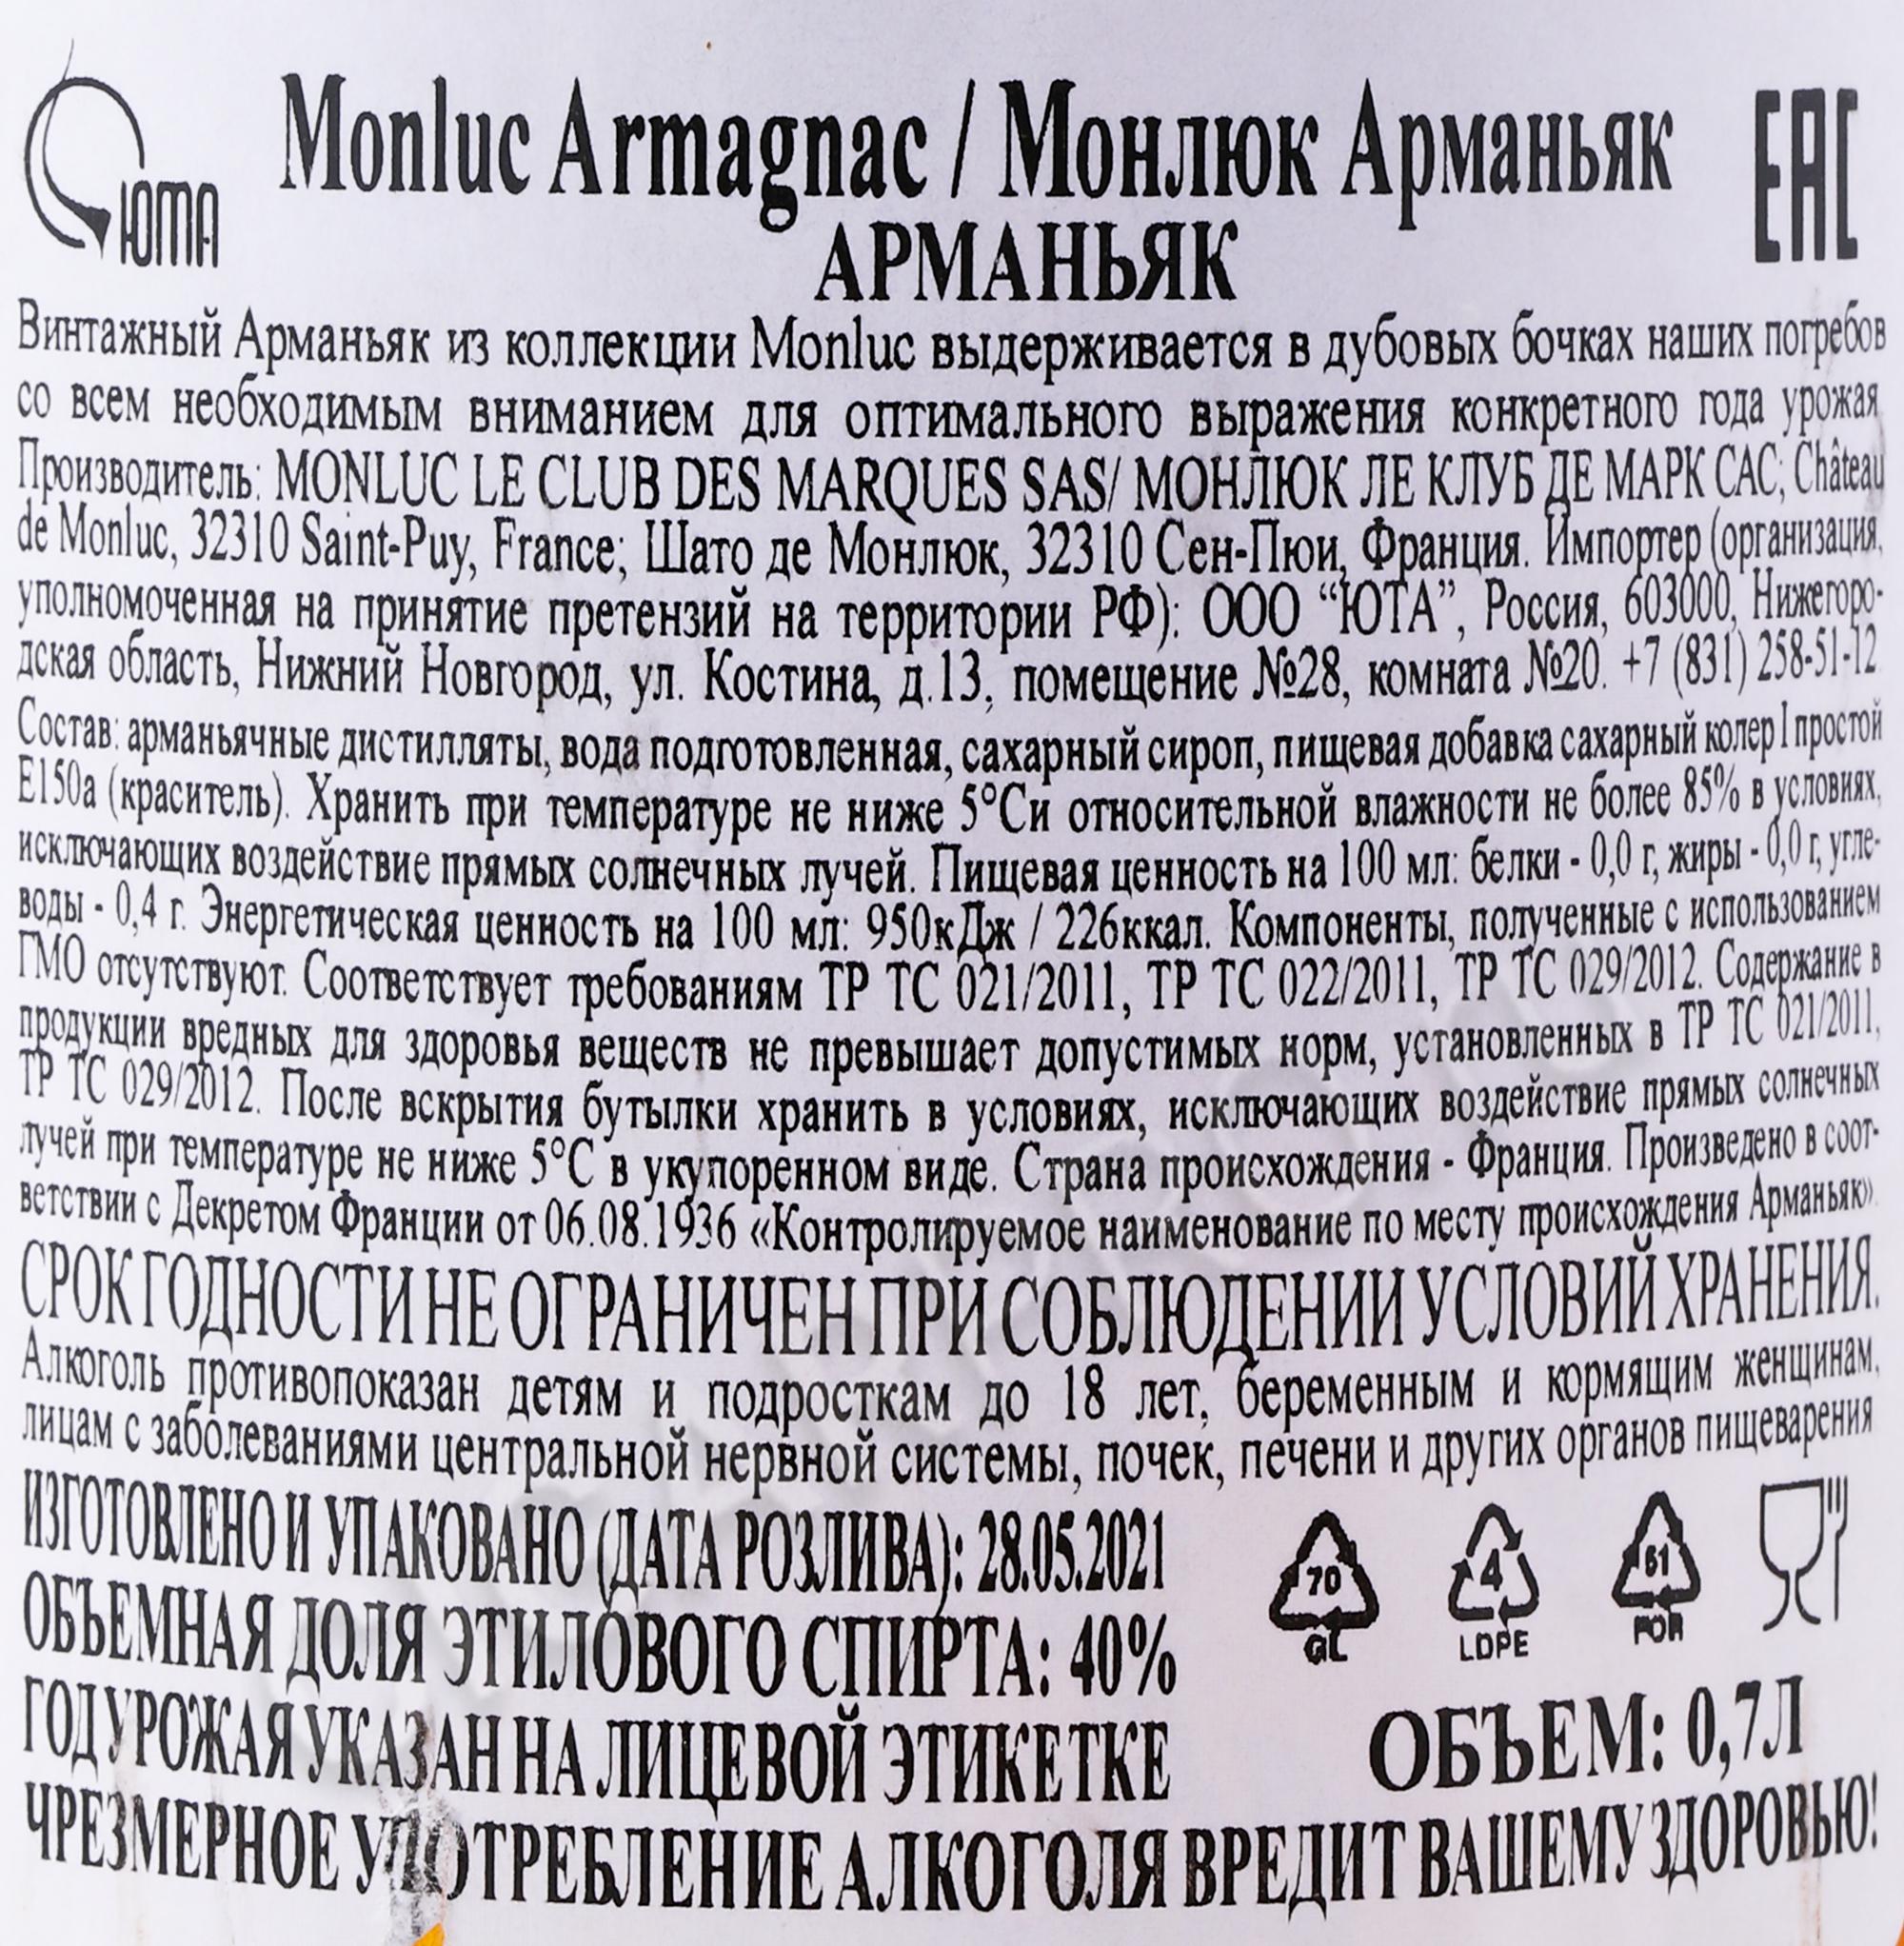 Monluc Armagnac / Монлюк Арманьяк
ЮТА
ЕАС
АРМАНЬЯК
Винтажный Арманьяк из коллекции Monluc выдерживается в дубовых бочках наших погребов
со всем необходимым вниманием для оптимального выражения конкретного года урожая
Производитель: MONLUC LE CLUB DES MARQUES SAS/ МОНЛЮК ЛЕ КЛУБ ДЕ МАРК САС; Château
de Monluc, 32310 Saint-Puy, France; Шато де Монлюк, 32310 Сен-Пюи, Франция. Импортер (организация,
уполномоченная на принятие претензий на территории РФ): ООО “ЮТА”, Россия, 603000, Нижегоро-
дская область, Нижний Новгород, ул. Костина, д.13, помещение №28, комната №20. +7 (831) 258-51-12
Состав: арманьячные дистилляты, вода подготовленная, сахарный сироп, пищевая добавка сахарный колер I простой
Е150а (краситель). Хранить при температуре не ниже 5°Си относительной влажности не более 85% в условиях,
исключающих воздействие прямых солнечных лучей. Пищевая ценность на 100 мл: белки - 0,0 г, жиры - 0,0 г, угле-
воды - 0,4 г. Энергетическая ценность на 100 мл: 950кДж / 226ккал. Компоненты, полученные с использованием
ГМО отсутствуют. Соответствует требованиям ТР ТС 021/2011, ТР ТС 022/2011, ТР ТС 029/2012. Содержание в
продукции вредных для здоровья веществ не превышает допустимых норм, установленных в ТР ТС 021/2011,
ТР ТС 029/2012. После вскрытия бутылки хранить в условиях, исключающих воздействие прямых солнечных
лучей при температуре не ниже 5°С в укупоренном виде. Страна происхождения - Франция. Произведено в соот-
ветствии с Декретом Франции от 06.08.1936 «Контролируемое наименование по месту происхождения Арманьяк».
СРОК ГОДНОСТИ НЕ ОГРАНИЧЕН ПРИ СОБЛЮДЕНИИ УСЛОВИЙ ХРАНЕНИЯ.
Алкоголь противопоказан детям и подросткам до 18 лет, беременным и кормящим женщинам,
лицам с заболеваниями центральной нервной системы, почек, печени и других органов пищеварения
ИЗГОТОВЛЕНО И УПАКОВАНО (ДАТА РОЗЛИВА): 28.05.2021
ОБЪЕМНАЯ ДОЛЯ ЭТИЛОВОГО СПИРТА: 40%
ГОД УРОЖАЯ УКАЗАН НА ЛИЦЕВОЙ ЭТИКЕТКЕ
70
GL
4
LDPE
61
FOR
ОБЪЕМ: 0,7Л
ЧРЕЗМЕРНОЕ УПОТРЕБЛЕНИЕ АЛКОГОЛЯ ВРЕДИТ ВАШЕМУ ЗДОРОВЬЮ!